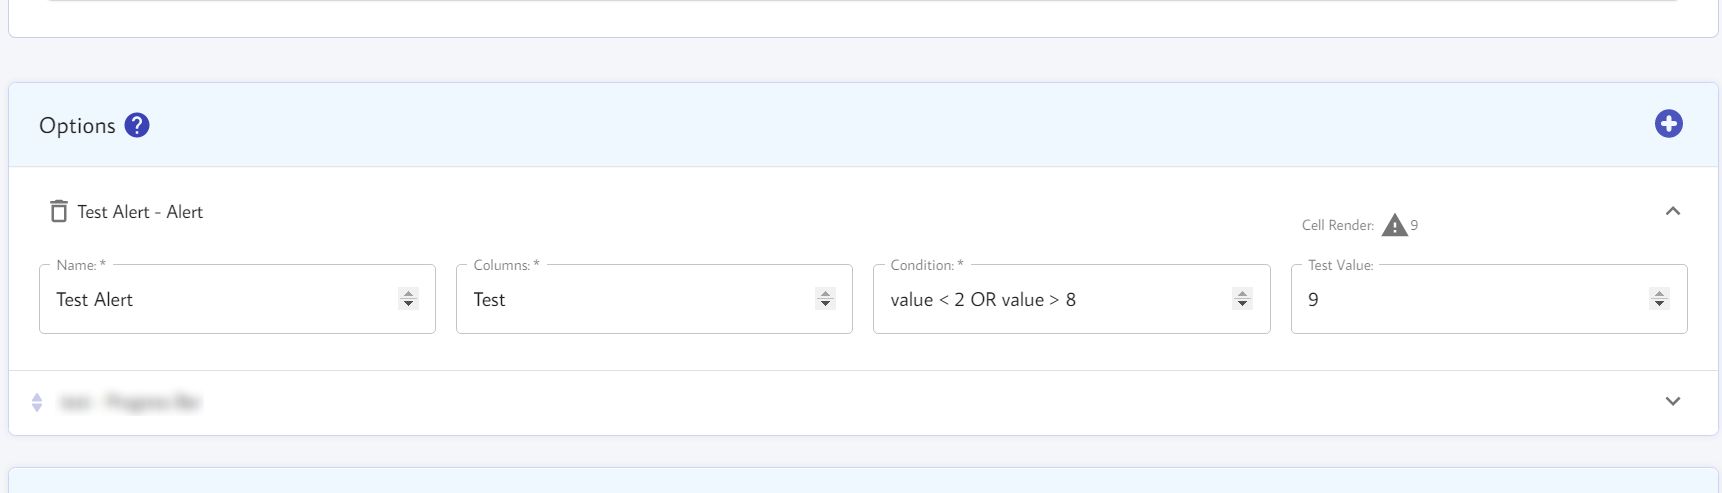 Options
Test Alert - Alert
Cell Render: 9
Name: *
Test Alert
Columns: *
Test
Condition: *
value < 2 OR value > 8
Test Value:
9